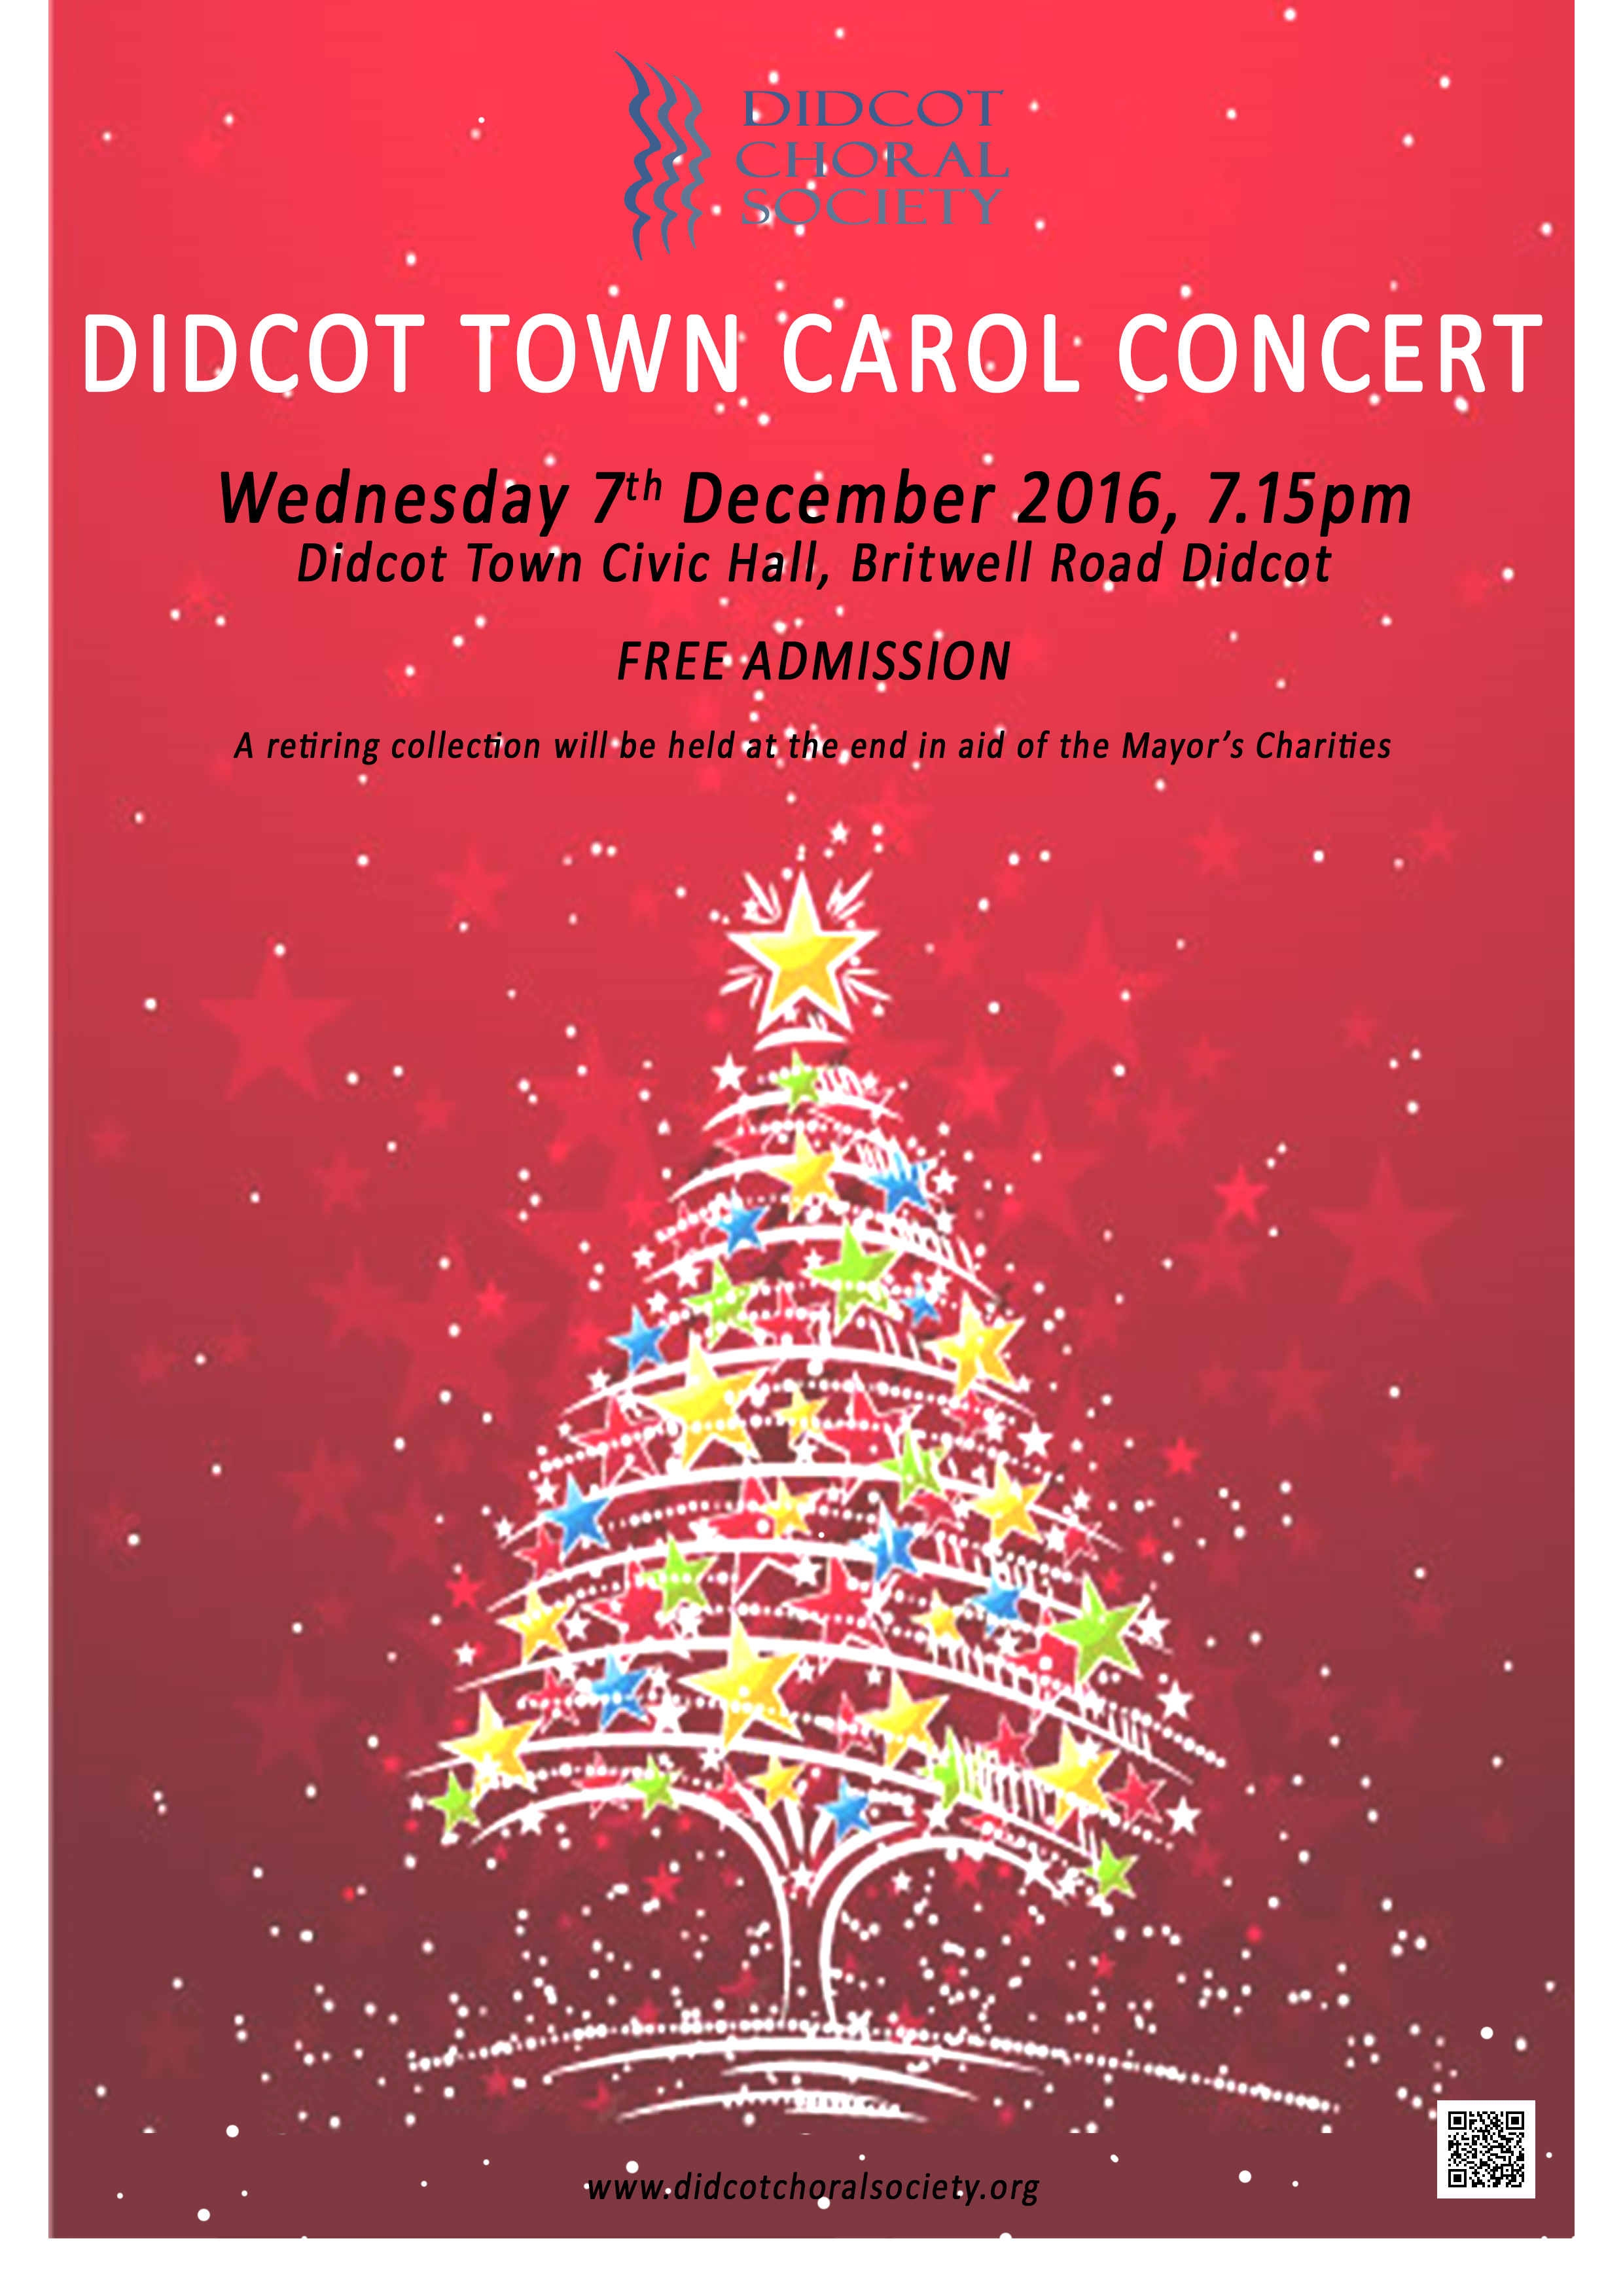 DIDCOT
CHORAL
SOCIETY
DIDCOT TOWN CAROL CONCERT
Wednesday 7th December 2016, 7.15pm
Didcot Town Civic Hall, Britwell Road Didcot
FREE ADMISSION
A retiring collection will be held at the end in aid of the Mayor’s Charities
www.didcotchoralsociety.org